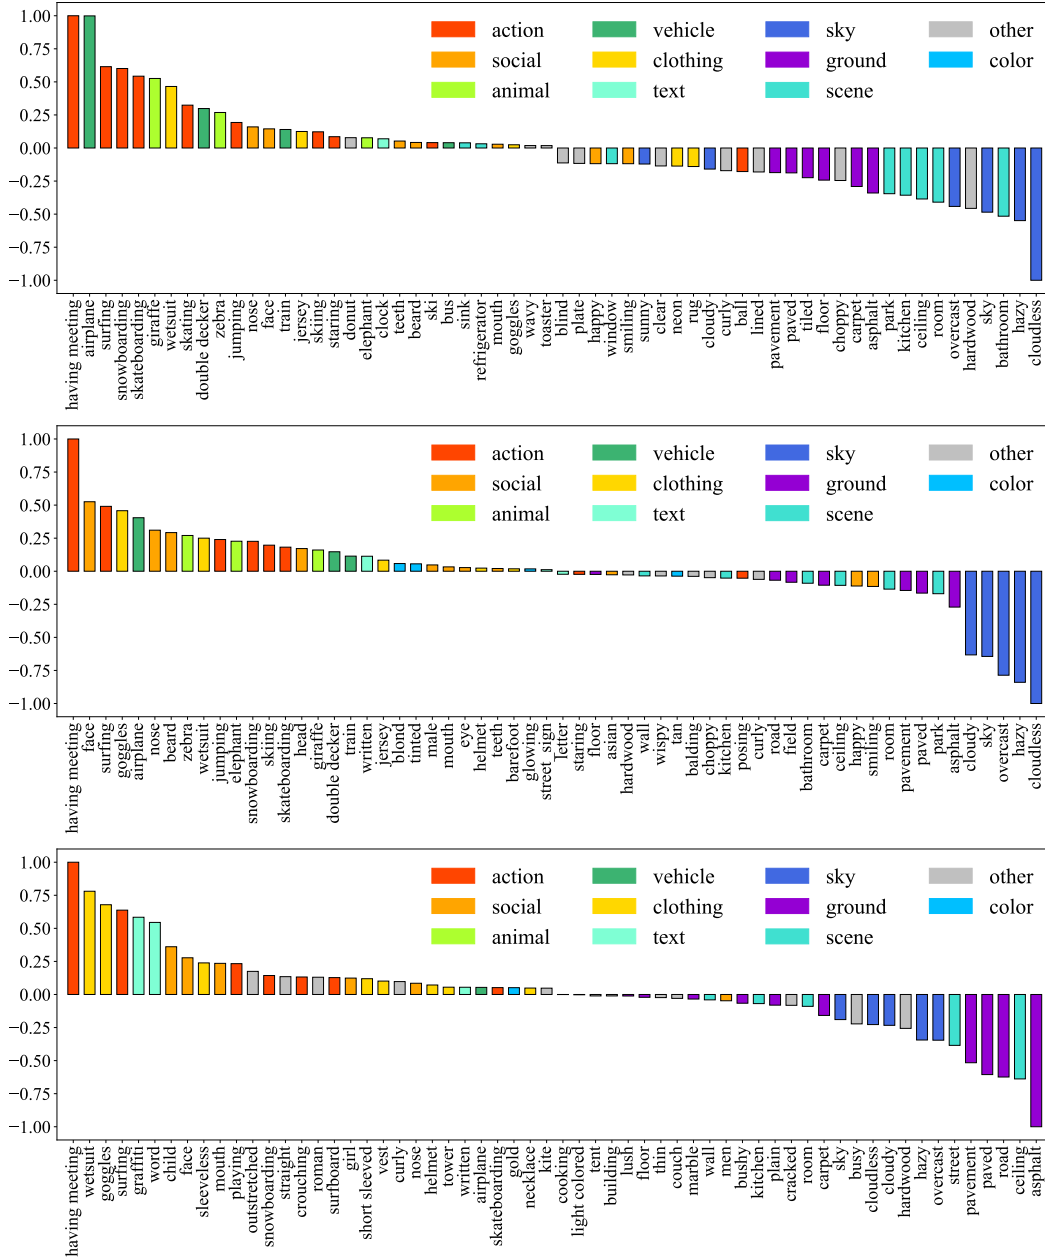 1.00
0.75
0.50
0.25
0.00
−0.25
−0.50
−0.75
−1.00
action vehicle sky other
social clothing ground color
animal text scene
having meeting
airplane
surfing
snowboarding
skateboarding
giraffe
wetsuit
skating
double decker
zebra
jumping
nose
face
train
jersey
skiing
staring
donut
elephant
clock
teeth
beard
ski
bus
sink
refrigerator
mouth
goggles
wavy
toaster
blind
plate
happy
window
smiling
sunny
clear
neon
rug
cloudy
curly
ball
lined
pavement
paved
tiled
floor
choppy
carpet
asphalt
park
kitchen
ceiling
room
overcast
hardwood
sky
bathroom
hazy
cloudless
1.00
0.75
0.50
0.25
0.00
−0.25
−0.50
−0.75
−1.00
action vehicle sky other
social clothing ground color
animal text scene
having meeting
face
surfing
goggles
airplane
nose
beard
zebra
wetsuit
jumping
elephant
snowboarding
skiing
skateboarding
head
giraffe
double decker
train
written
jersey
blond
tinted
male
mouth
eye
helmet
teeth
barefoot
glowing
street sign
letter
staring
floor
asian
hardwood
wall
wispy
tan
balding
choppy
kitchen
posing
curly
road
field
bathroom
carpet
ceiling
happy
smiling
room
pavement
paved
park
asphalt
cloudy
sky
overcast
hazy
cloudless
1.00
0.75
0.50
0.25
0.00
−0.25
−0.50
−0.75
−1.00
action vehicle sky other
social clothing ground color
animal text scene
having meeting
wetsuit
goggles
surfing
graffiti
word
child
face
sleeveless
mouth
playing
outstretched
snowboarding
straight
crouching
roman
surfboard
girl
short sleeved
vest
curly
nose
helmet
tower
written
airplane
skateboarding
gold
necklace
kite
cooking
light colored
tent
building
lush
floor
thin
couch
marble
wall
men
bushy
kitchen
plain
cracked
room
carpet
sky
busy
cloudless
cloudy
hardwood
hazy
overcast
street
pavement
paved
road
ceiling
asphalt